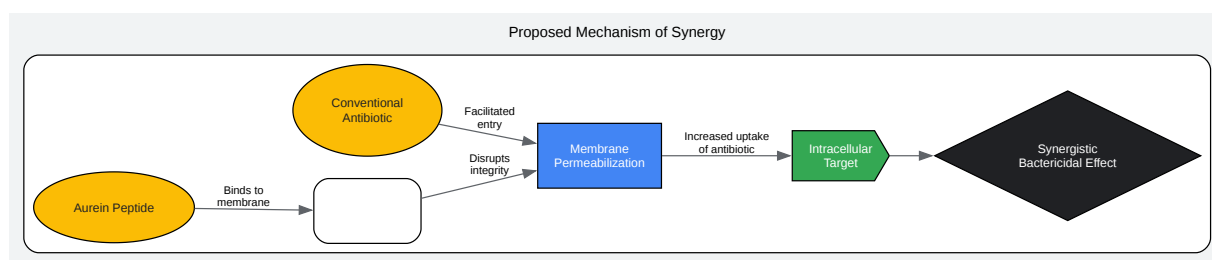 Proposed Mechanism of Synergy
Conventional
Antibiotic
Facilitated
entry
Disrupts
integrity
Membrane
Permeabilization
Increased uptake
of antibiotic
Intracellular
Target
Synergistic
Bactericidal Effect
Aurein Peptide
Binds to
membrane